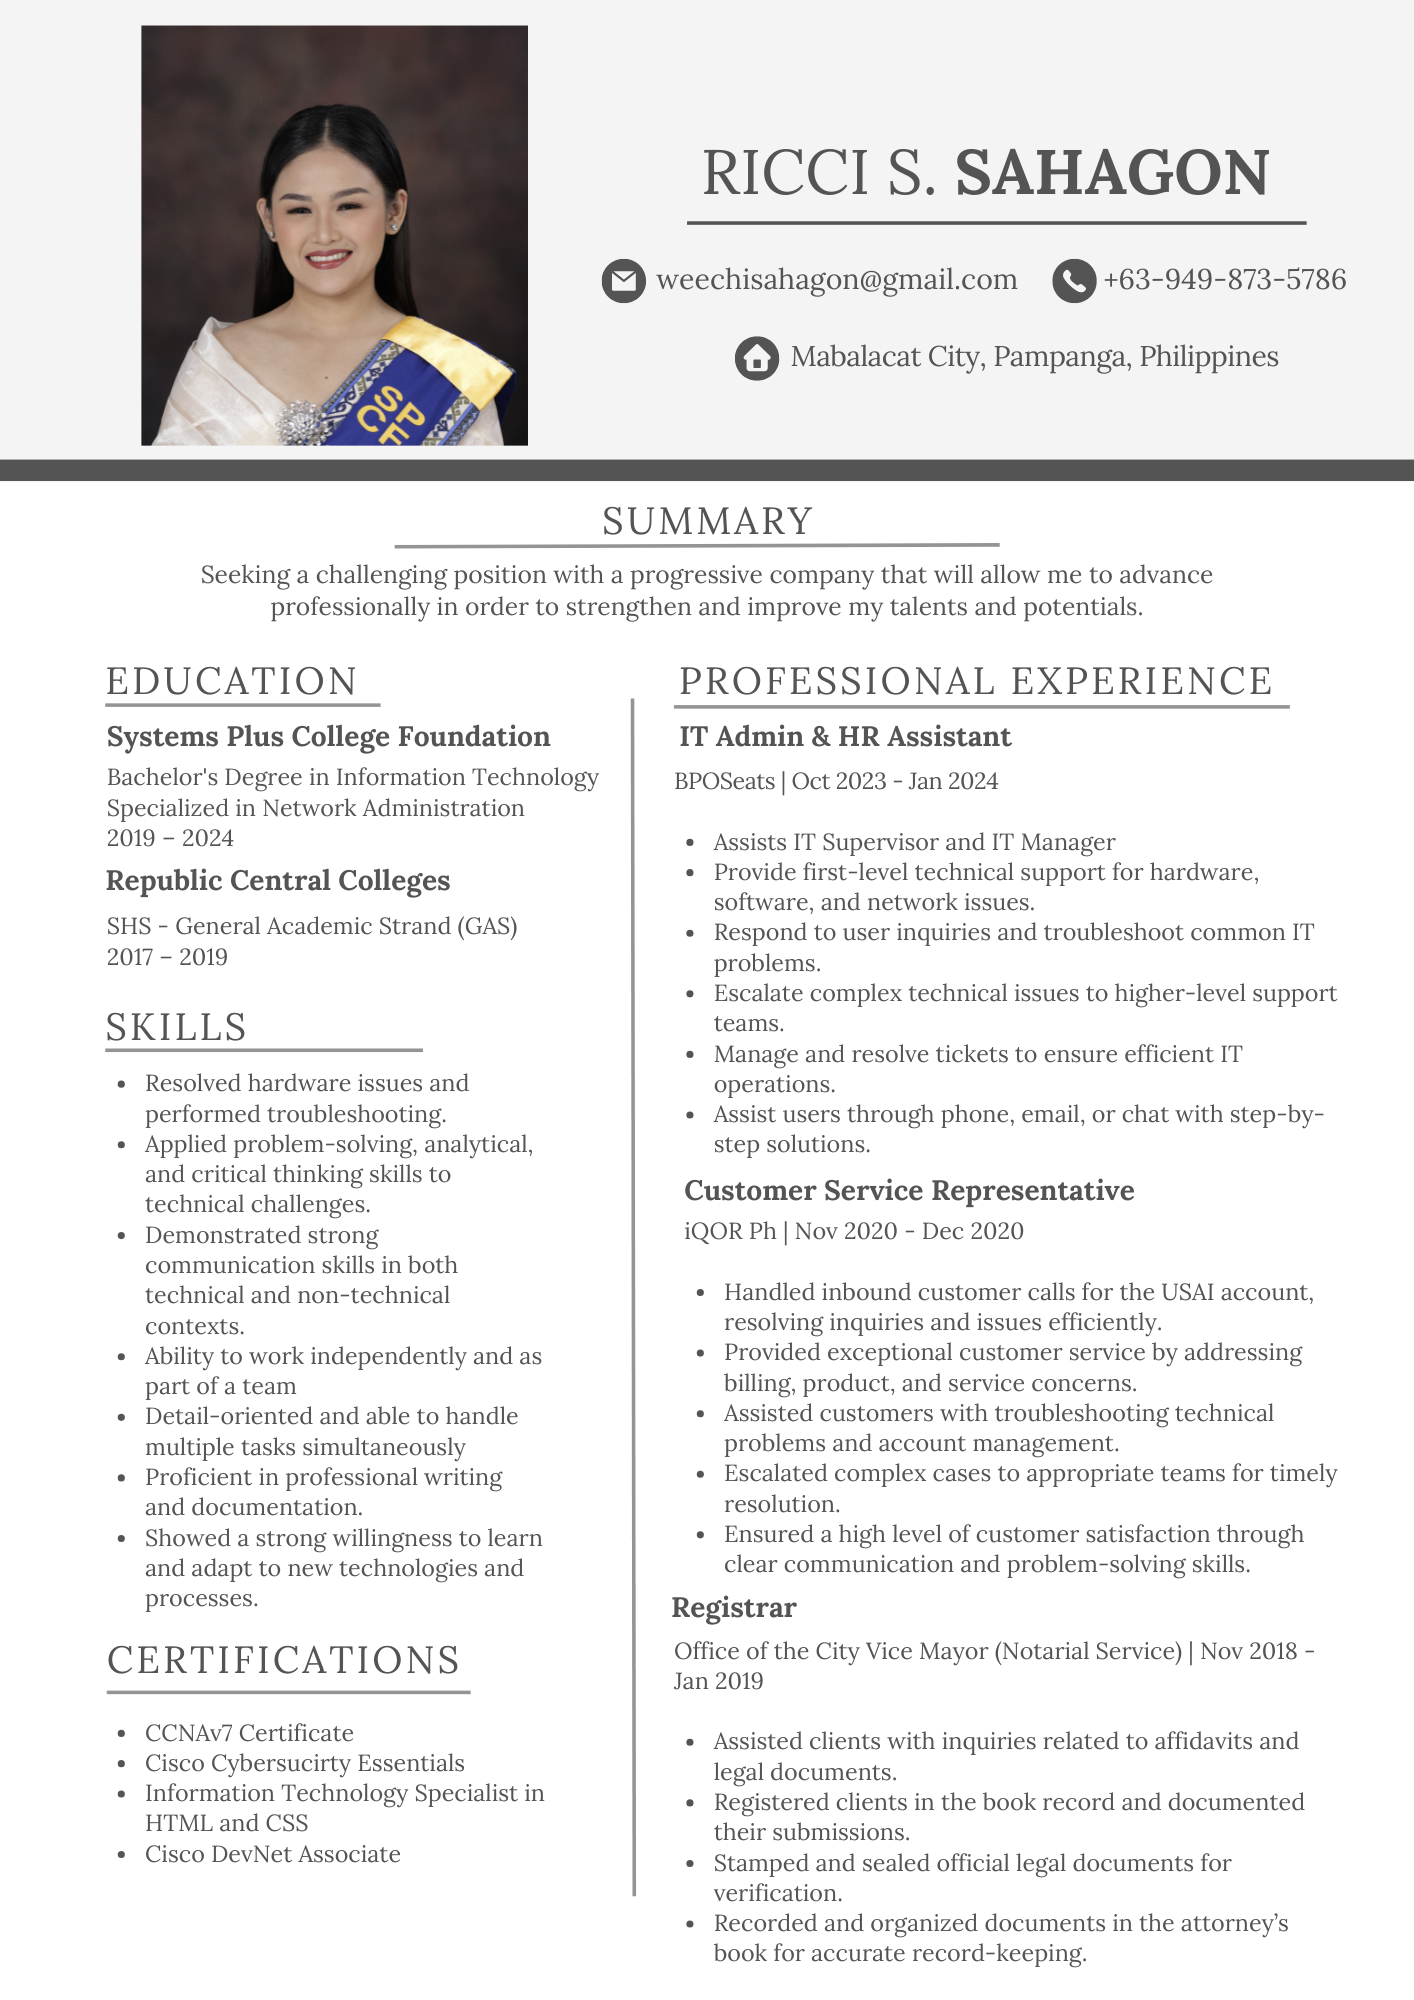 SPCF
RICCI S. SAHAGON
weechisahagon@gmail.com
+63-949-873-5786
Mabalacat City, Pampanga, Philippines
SUMMARY
Seeking a challenging position with a progressive company that will allow me to advance
professionally in order to strengthen and improve my talents and potentials.
EDUCATION
Systems Plus College Foundation
Bachelor's Degree in Information Technology
Specialized in Network Administration
2019 – 2024
Republic Central Colleges
SHS - General Academic Strand (GAS)
2017 – 2019
SKILLS
• Resolved hardware issues and
performed troubleshooting.
• Applied problem-solving, analytical,
and critical thinking skills to
technical challenges.
• Demonstrated strong
communication skills in both
technical and non-technical
contexts.
• Ability to work independently and as
part of a team
• Detail-oriented and able to handle
multiple tasks simultaneously
• Proficient in professional writing
and documentation.
• Showed a strong willingness to learn
and adapt to new technologies and
processes.
CERTIFICATIONS
• CCNAv7 Certificate
• Cisco Cybersucirty Essentials
• Information Technology Specialist in
HTML and CSS
• Cisco DevNet Associate
PROFESSIONAL EXPERIENCE
IT Admin & HR Assistant
BPOSeats | Oct 2023 - Jan 2024
• Assists IT Supervisor and IT Manager
• Provide first-level technical support for hardware,
software, and network issues.
• Respond to user inquiries and troubleshoot common IT
problems.
• Escalate complex technical issues to higher-level support
teams.
• Manage and resolve tickets to ensure efficient IT
operations.
• Assist users through phone, email, or chat with step-by-
step solutions.
Customer Service Representative
iQOR Ph | Nov 2020 - Dec 2020
• Handled inbound customer calls for the USAI account,
resolving inquiries and issues efficiently.
• Provided exceptional customer service by addressing
billing, product, and service concerns.
• Assisted customers with troubleshooting technical
problems and account management.
• Escalated complex cases to appropriate teams for timely
resolution.
• Ensured a high level of customer satisfaction through
clear communication and problem-solving skills.
Registrar
Office of the City Vice Mayor (Notarial Service) | Nov 2018 -
Jan 2019
• Assisted clients with inquiries related to affidavits and
legal documents.
• Registered clients in the book record and documented
their submissions.
• Stamped and sealed official legal documents for
verification.
• Recorded and organized documents in the attorney’s
book for accurate record-keeping.